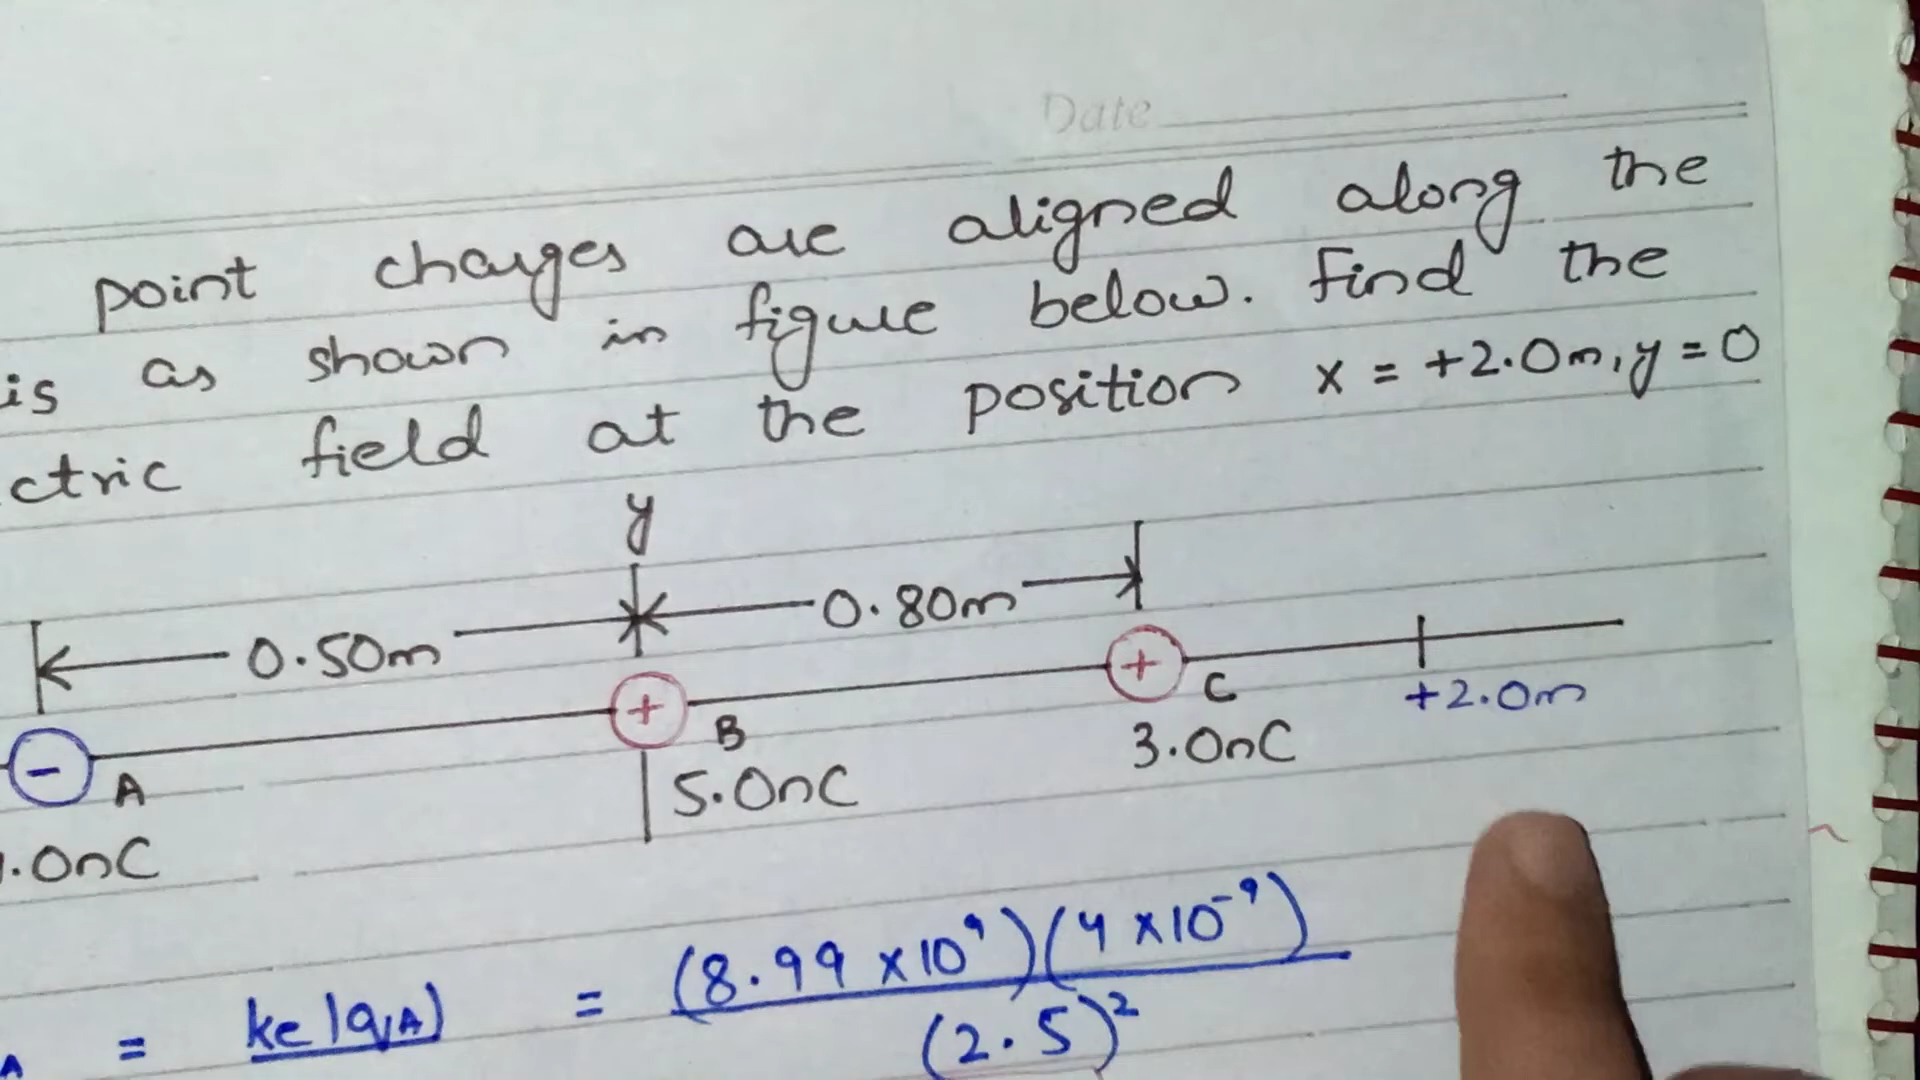 Date
point charges are aligned along the
is as shown in figure below. Find the
ctric field at the position x = +2.0m, y = 0
y
0.50m
0.80m
+
+
-
A
B
C
+2.0m
.0nC
5.0nC
3.0nC
A = ke|qA| = (8.99 x 10⁹)(4 x 10⁻⁹)
(2.5)²